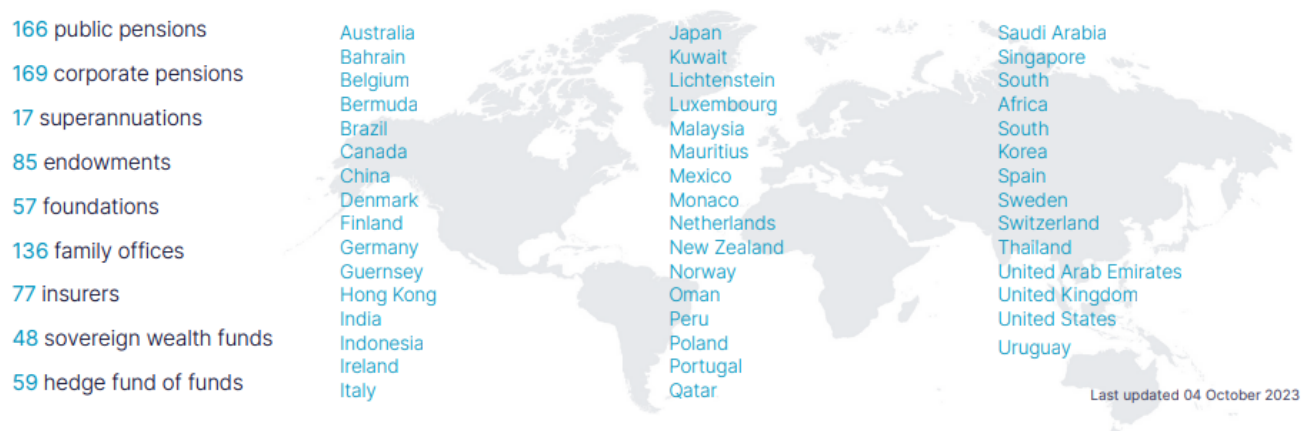 166 public pensions
169 corporate pensions
17 superannuations
85 endowments
57 foundations
136 family offices
77 insurers
48 sovereign wealth funds
59 hedge fund of funds
Australia
Bahrain
Belgium
Bermuda
Brazil
Canada
China
Denmark
Finland
Germany
Guernsey
Hong Kong
India
Indonesia
Ireland
Italy
Japan
Kuwait
Lichtenstein
Luxembourg
Malaysia
Mauritius
Mexico
Monaco
Netherlands
New Zealand
Norway
Oman
Peru
Poland
Portugal
Qatar
Saudi Arabia
Singapore
South
Africa
South
Korea
Spain
Sweden
Switzerland
Thailand
United Arab Emirates
United Kingdom
United States
Uruguay
Last updated 04 October 2023